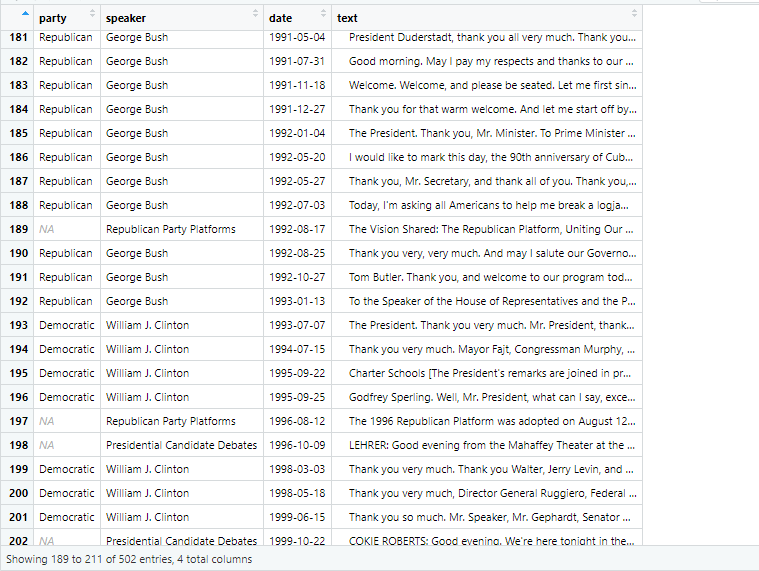 party speaker date text
181 Republican George Bush 1991-05-04 President Duderstadt, thank you all very much. Thank you...
182 Republican George Bush 1991-07-31 Good morning. May I pay my respects and thanks to our ...
183 Republican George Bush 1991-11-18 Welcome. Welcome, and please be seated. Let me first sin...
184 Republican George Bush 1991-12-27 Thank you for that warm welcome. And let me start off by...
185 Republican George Bush 1992-01-04 The President. Thank you, Mr. Minister. To Prime Minister ...
186 Republican George Bush 1992-05-20 I would like to mark this day, the 90th anniversary of Cub...
187 Republican George Bush 1992-05-27 Thank you, Mr. Secretary, and thank all of you. Thank you,...
188 Republican George Bush 1992-07-03 Today, I'm asking all Americans to help me break a logja...
189 NA Republican Party Platforms 1992-08-17 The Vision Shared: The Republican Platform, Uniting Our ...
190 Republican George Bush 1992-08-25 Thank you very, very much. And may I salute our Governo...
191 Republican George Bush 1992-10-27 Tom Butler. Thank you, and welcome to our program tod...
192 Republican George Bush 1993-01-13 To the Speaker of the House of Representatives and the P...
193 Democratic William J. Clinton 1993-07-07 The President. Thank you very much. Mr. President, thank...
194 Democratic William J. Clinton 1994-07-15 Thank you very much. Mayor Fajt, Congressman Murphy, ...
195 Democratic William J. Clinton 1995-09-22 Charter Schools [The President's remarks are joined in pr...
196 Democratic William J. Clinton 1995-09-25 Godfrey Sperling. Well, Mr. President, what can I say, exce...
197 NA Republican Party Platforms 1996-08-12 The 1996 Republican Platform was adopted on August 12...
198 NA Presidential Candidate Debates 1996-10-09 LEHRER: Good evening from the Mahaffey Theater at the ...
199 Democratic William J. Clinton 1998-03-03 Thank you very much. Thank you Walter, Jerry Levin, and ...
200 Democratic William J. Clinton 1998-05-18 Thank you very much, Director General Ruggiero, Federal ...
201 Democratic William J. Clinton 1999-06-15 Thank you so much. Mr. Speaker, Mr. Gephardt, Senator ...
202 NA Presidential Candidate Debates 1999-10-22 COKIE ROBERTS: Good evening. We're here tonight in the...
Showing 189 to 211 of 502 entries, 4 total columns